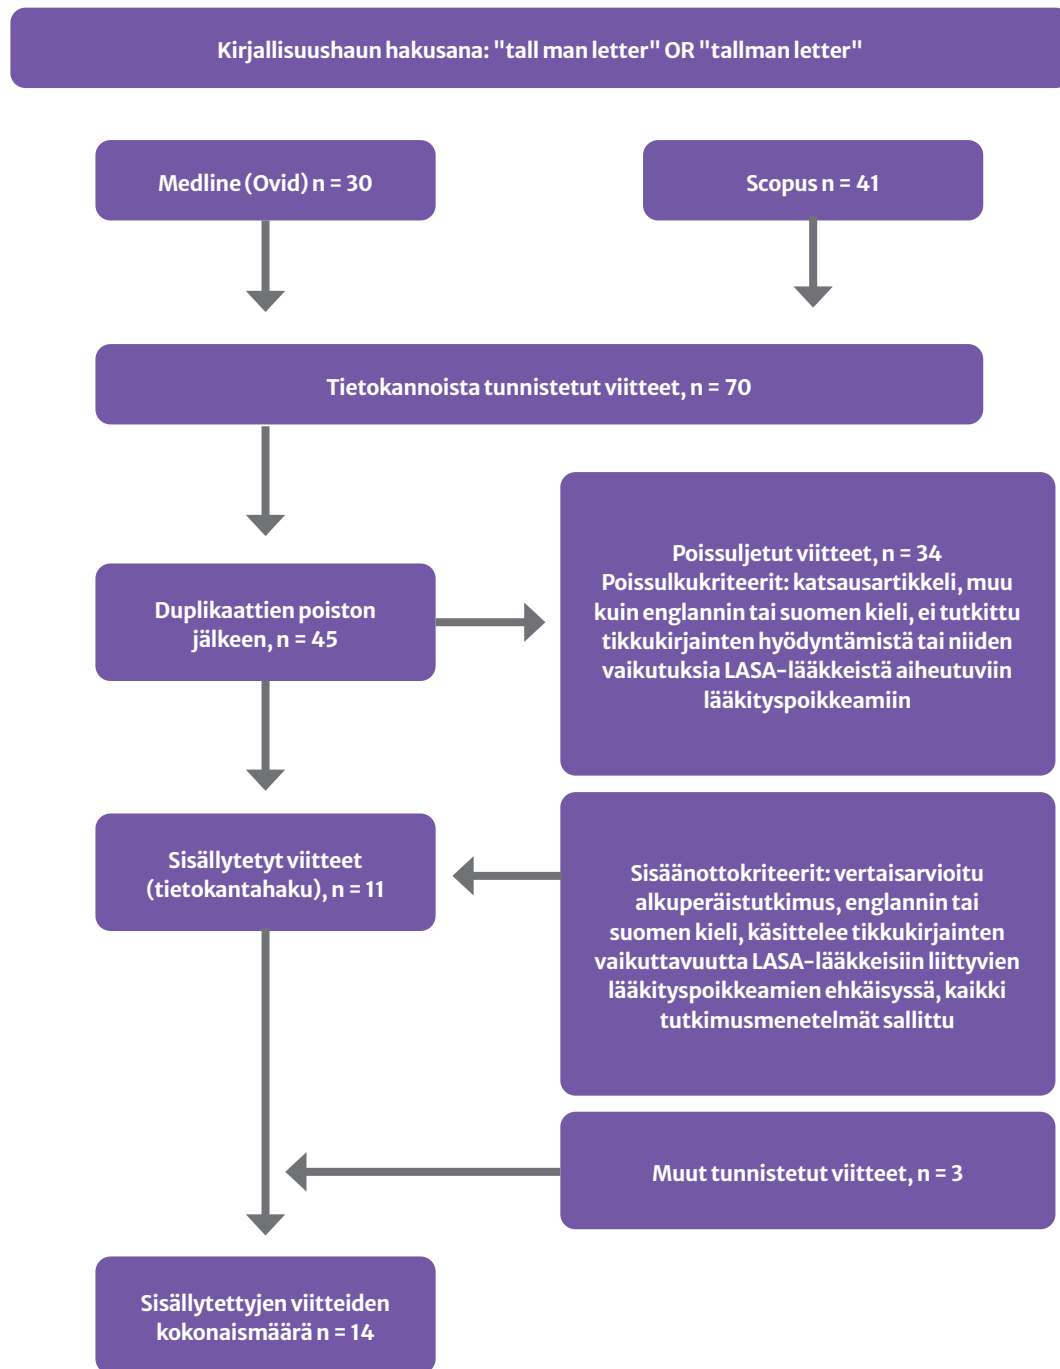 Kirjallisuushaun hakusana: "tall man letter" OR "tallman letter"
Medline (Ovid) n = 30
Scopus n = 41
Tietokannoista tunnistetut viitteet, n = 70
Duplikaattien poiston
jälkeen, n = 45
Poissuljetut viitteet, n = 34
Poissulkukriteerit: katsausartikkeli, muu
kuin englannin tai suomen kieli, ei tutkittu
tikkukirjainten hyödyntämistä tai niiden
vaikutuksia LASA-lääkkeistä aiheutuviin
lääkityspoikkeamiin
Sisällytetyt viitteet
(tietokantahaku), n = 11
Sisäänottokriteerit: vertaisarvioitu
alkuperäistutkimus, englannin tai
suomen kieli, käsittelee tikkukirjainten
vaikuttavuutta LASA-lääkkeisiin liittyvien
lääkityspoikkeamien ehkäisyssä, kaikki
tutkimusmenetelmät sallittu
Muut tunnistetut viitteet, n = 3
Sisällytettyjen viitteiden
kokonaismäärä n = 14